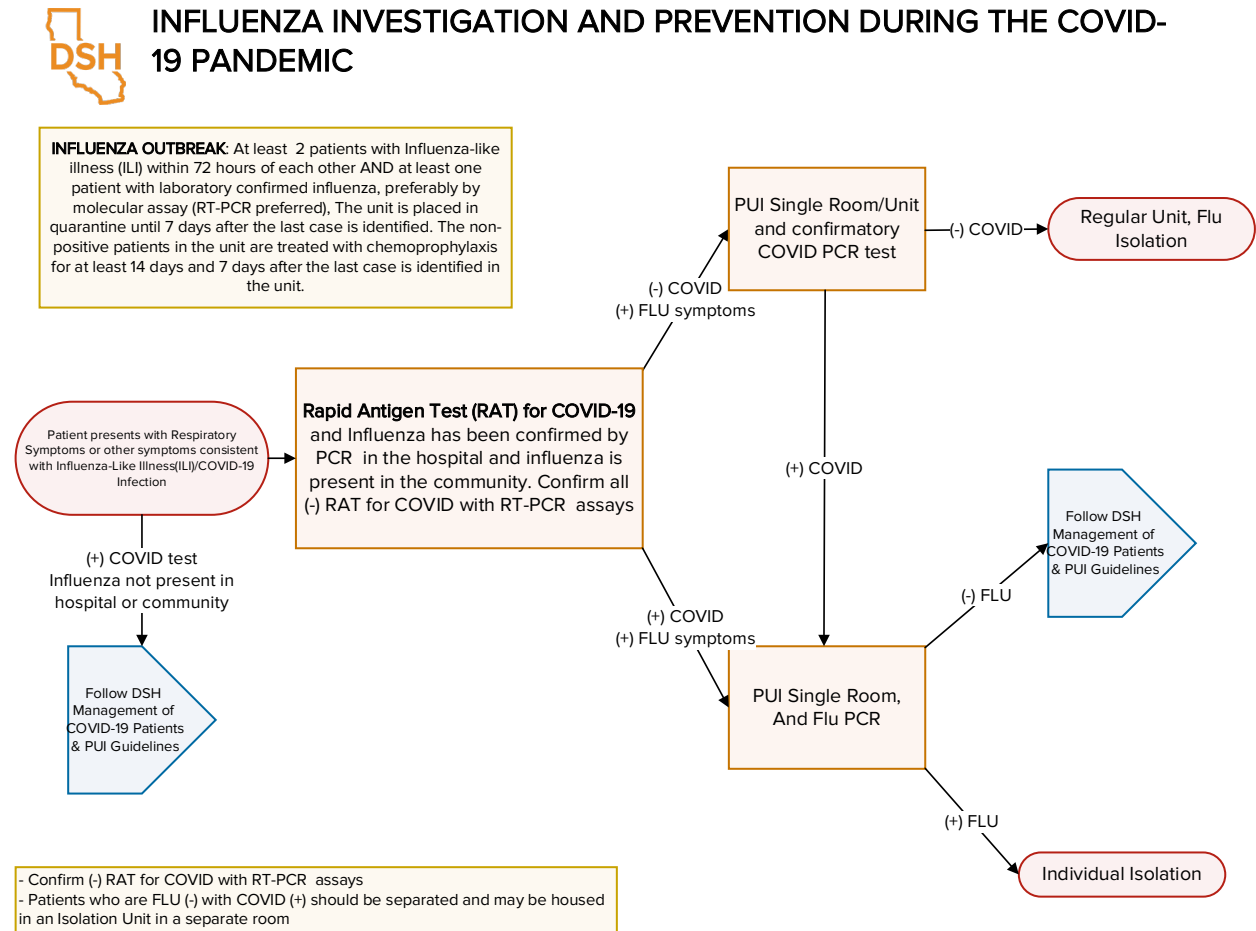 INFLUENZA INVESTIGATION AND PREVENTION DURING THE COVID-
19 PANDEMIC
DSH
INFLUENZA OUTBREAK: At least 2 patients with Influenza-like
illness (ILI) within 72 hours of each other AND at least one
patient with laboratory confirmed influenza, preferably by
molecular assay (RT-PCR preferred), The unit is placed in
quarantine until 7 days after the last case is identified. The non-
positive patients in the unit are treated with chemoprophylaxis
for at least 14 days and 7 days after the last case is identified in
the unit.
PUI Single Room/Unit
and confirmatory
COVID PCR test
(-) COVID
Regular Unit, Flu
Isolation
(-) COVID
(+) FLU symptoms
Patient presents with Respiratory
Symptoms or other symptoms consistent
with Influenza-Like Illness(ILI)/COVID-19
Infection
Rapid Antigen Test (RAT) for COVID-19
and Influenza has been confirmed by
PCR in the hospital and influenza is
present in the community. Confirm all
(-) RAT for COVID with RT-PCR assays
(+) COVID
(+) COVID test
Influenza not present in
hospital or community
Follow DSH
Management of
COVID-19 Patients
& PUI Guidelines
(+) COVID
(+) FLU symptoms
PUI Single Room,
And Flu PCR
(-) FLU
Follow DSH
Management of
COVID-19 Patients
& PUI Guidelines
(+) FLU
Individual Isolation
- Confirm (-) RAT for COVID with RT-PCR assays
- Patients who are FLU (-) with COVID (+) should be separated and may be housed
in an Isolation Unit in a separate room